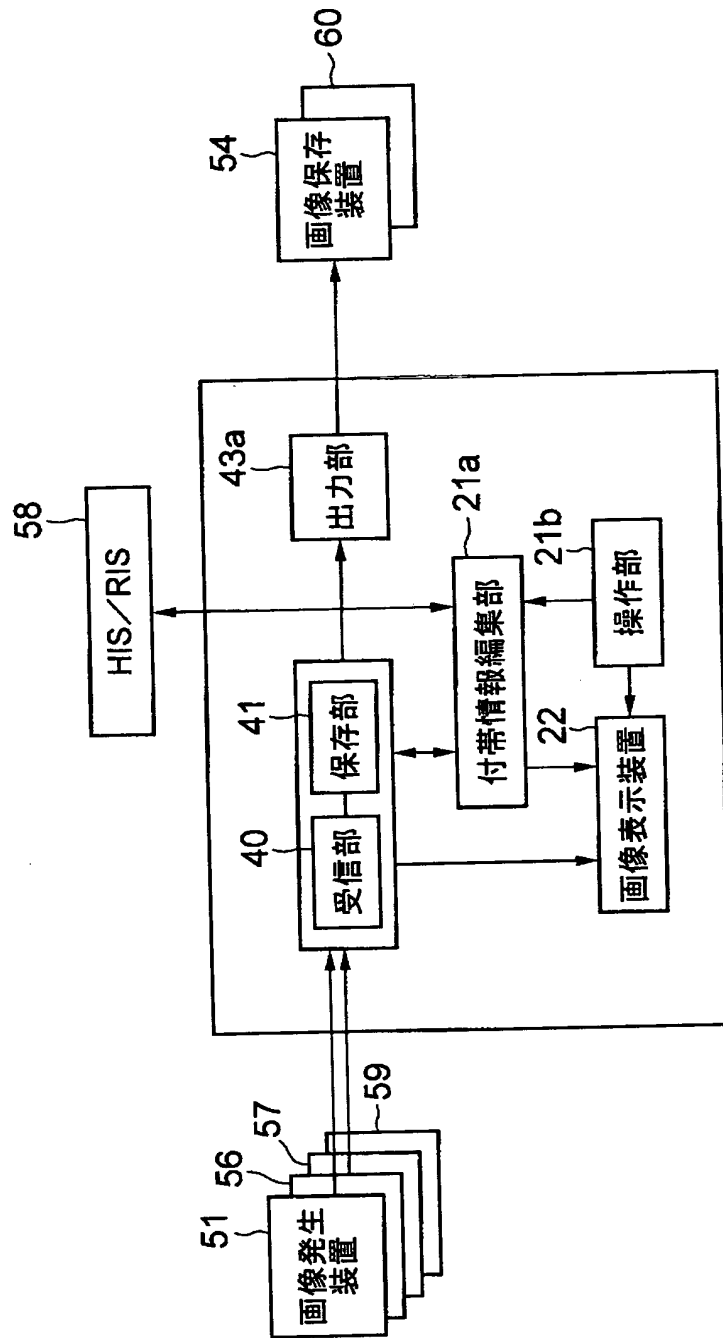 58
HIS/RIS
51
56
57
59
画像発生
装置
40
受信部
41
保存部
43a
出力部
54
60
画像保存
装置
21a
付帯情報編集部
21b
操作部
22
画像表示装置